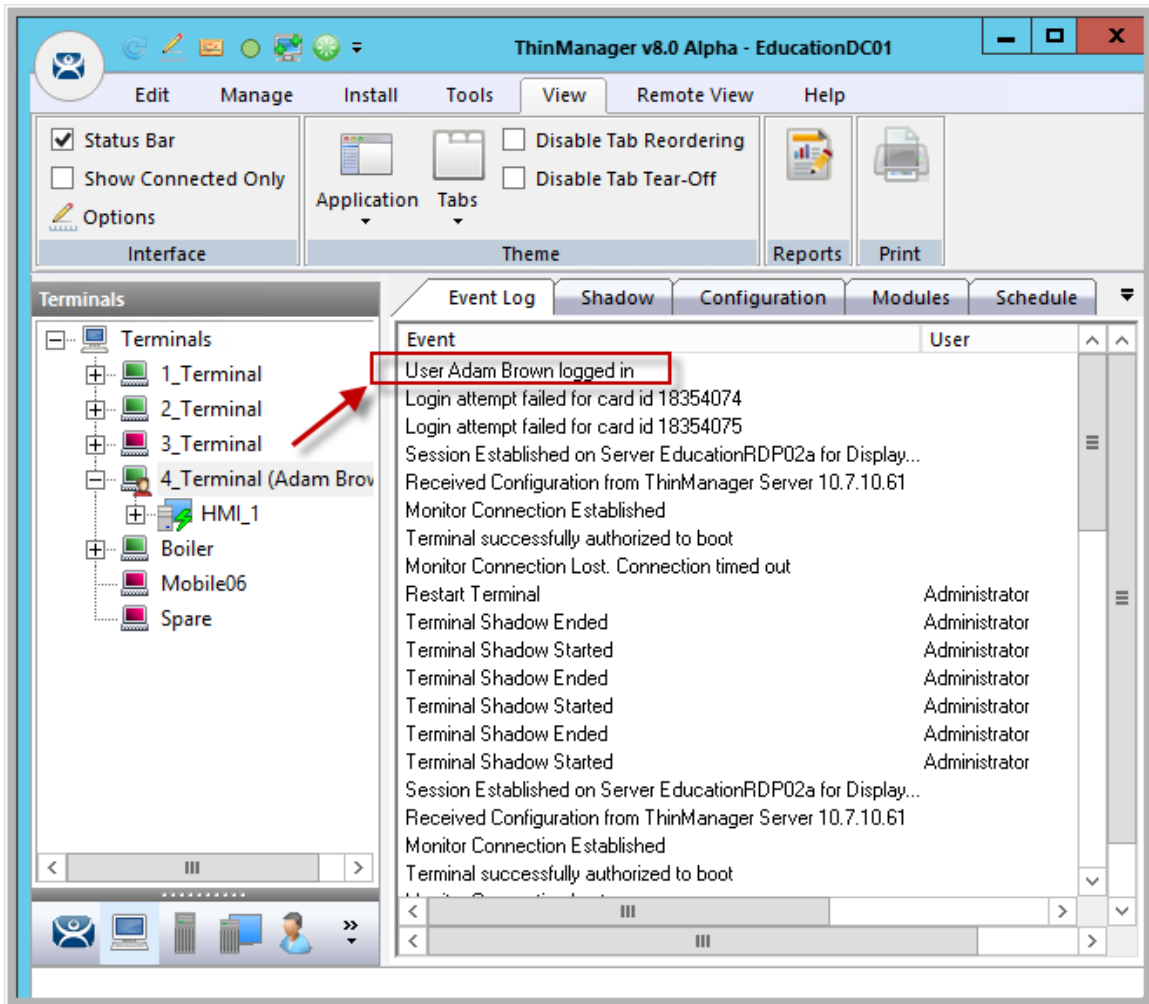 ThinManager v8.0 Alpha - EducationDC01
Edit Manage Install Tools View Remote View Help
Status Bar
Show Connected Only
Options
Interface
Application
Tabs
Disable Tab Reordering
Disable Tab Tear-Off
Theme
Reports
Print
Terminals
Terminals
1_Terminal
2_Terminal
3_Terminal
4_Terminal (Adam Brow
HMI_1
Boiler
Mobile06
Spare
Event Log Shadow Configuration Modules Schedule
Event User
User Adam Brown logged in
Login attempt failed for card id 18354074
Login attempt failed for card id 18354075
Session Established on Server EducationRDP02a for Display...
Received Configuration from ThinManager Server 10.7.10.61
Monitor Connection Established
Terminal successfully authorized to boot
Monitor Connection Lost. Connection timed out
Restart Terminal Administrator
Terminal Shadow Ended Administrator
Terminal Shadow Started Administrator
Terminal Shadow Ended Administrator
Terminal Shadow Started Administrator
Terminal Shadow Ended Administrator
Terminal Shadow Started Administrator
Session Established on Server EducationRDP02a for Display...
Received Configuration from ThinManager Server 10.7.10.61
Monitor Connection Established
Terminal successfully authorized to boot